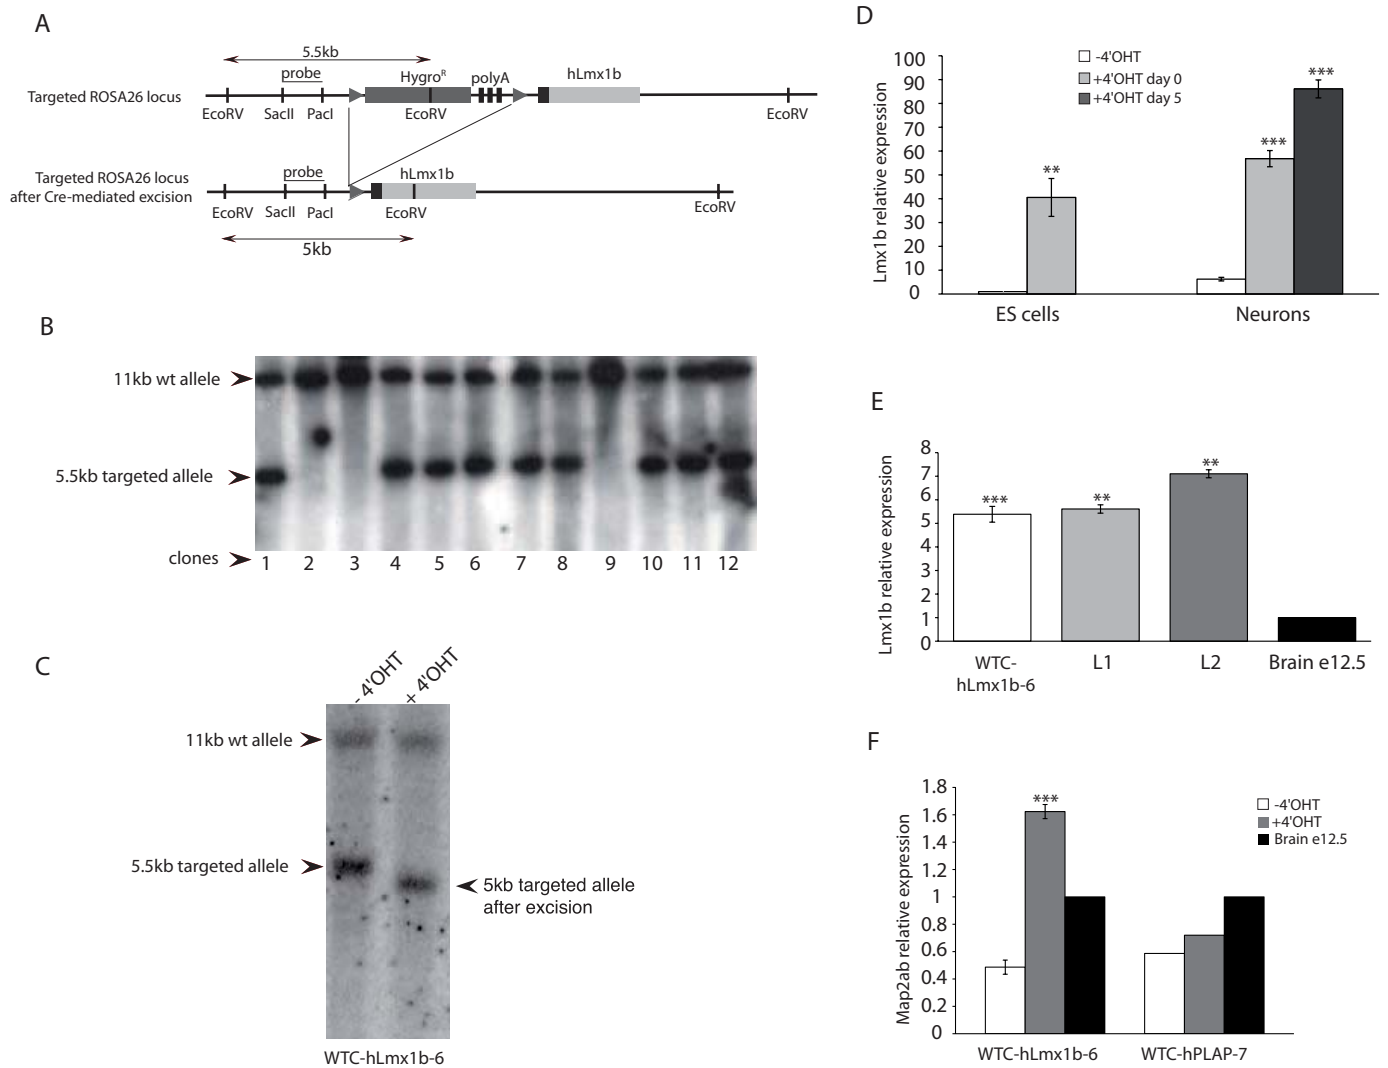 A
5.5kb
probe
Hygro^R
polyA
hLmx1b
Targeted ROSA26 locus
EcoRV
SacII
PacI
EcoRV
EcoRV
Targeted ROSA26 locus
after Cre-mediated excision
probe
hLmx1b
EcoRV
SacII
PacI
EcoRV
EcoRV
5kb
B
11kb wt allele
5.5kb targeted allele
clones
1 2 3 4 5 6 7 8 9 10 11 12
C
- 4'OHT
+ 4'OHT
11kb wt allele
5.5kb targeted allele
5kb targeted allele
after excision
WTC-hLmx1b-6
D
Lmx1b relative expression
100
90
80
70
60
50
40
30
20
10
0
-4'OHT
+4'OHT day 0
+4'OHT day 5
**
***
***
ES cells
Neurons
E
Lmx1b relative expression
8
7
6
5
4
3
2
1
0
***
**
**
WTC-
hLmx1b-6
L1
L2
Brain e12.5
F
Map2ab relative expression
1.8
1.6
1.4
1.2
1
0.8
0.6
0.4
0.2
0
***
-4'OHT
+4'OHT
Brain e12.5
WTC-hLmx1b-6
WTC-hPLAP-7